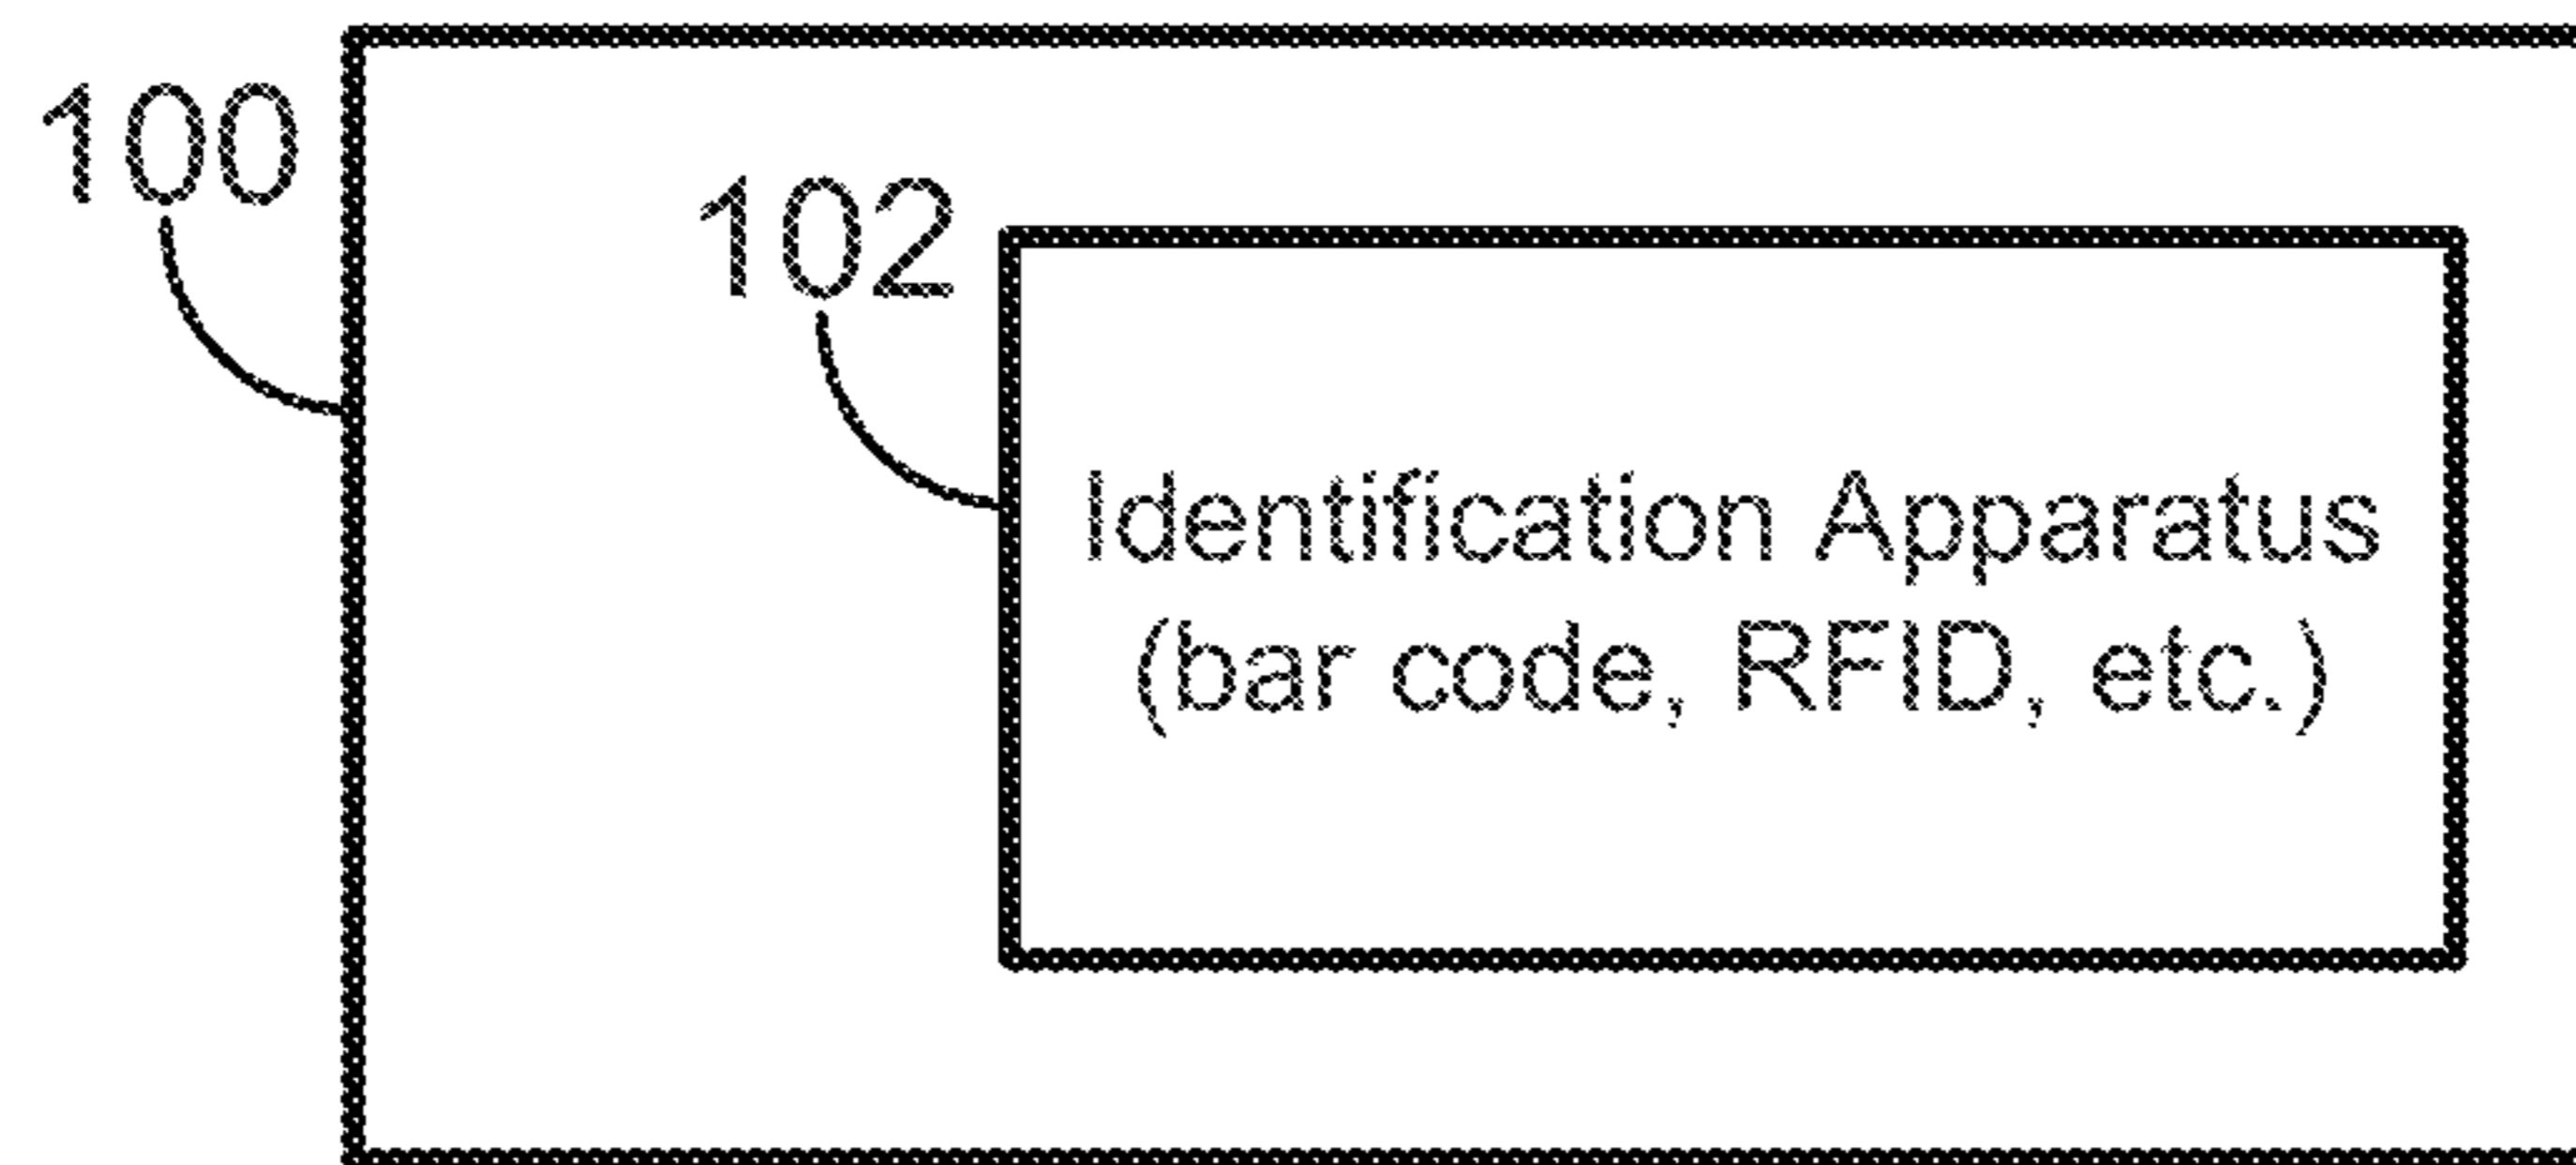 100
102
Identification Apparatus
(bar code, RFID, etc.)